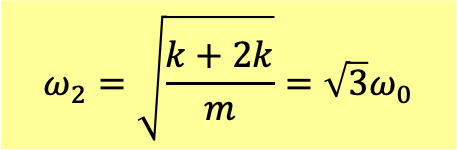 ω₂ = √((k + 2k)/m) = √3ω₀